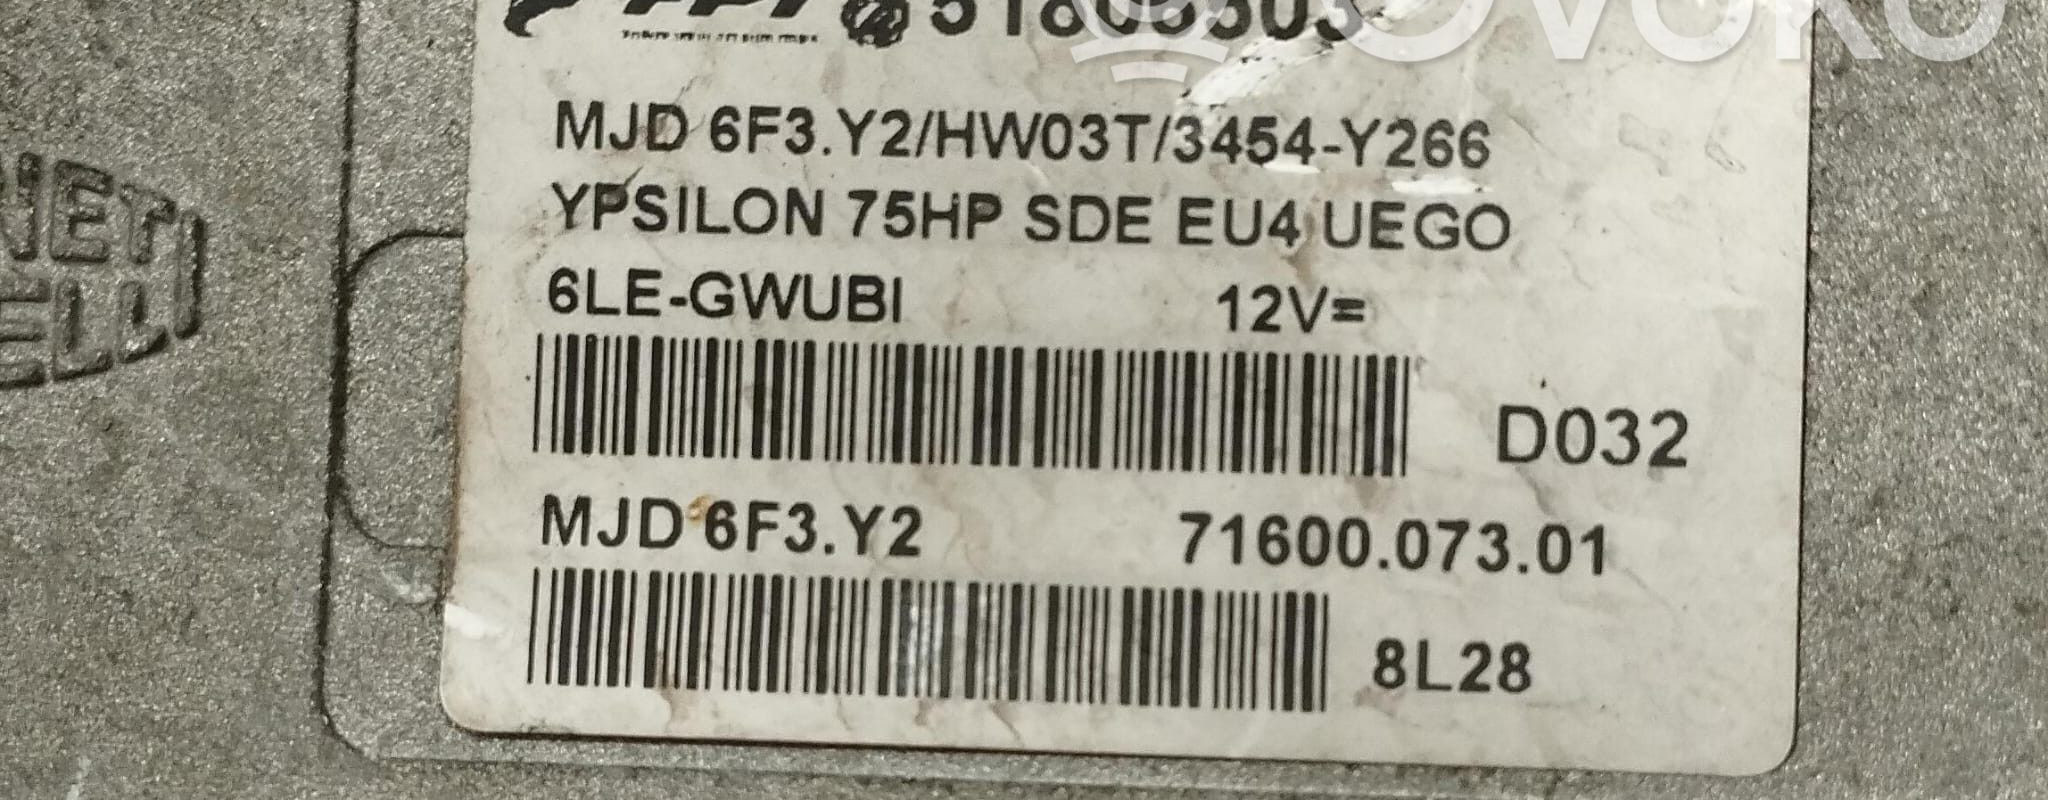 OVOKO
MJD 6F3.Y2/HW03T/3454-Y266
YPSILON 75HP SDE EU4 UEGO
6LE-GWUBI 12V=
D032
MJD 6F3.Y2 71600.073.01
8L28